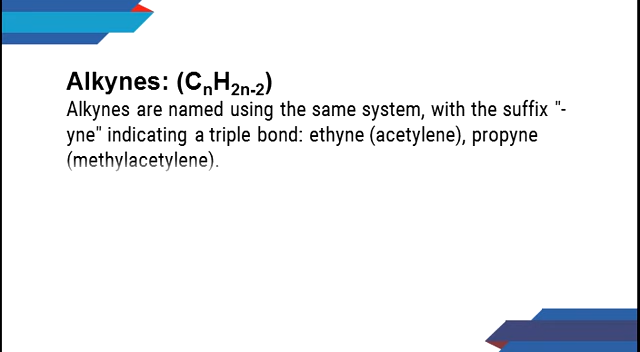 Alkynes: (CnH2n-2)
Alkynes are named using the same system, with the suffix "-
yne" indicating a triple bond: ethyne (acetylene), propyne
(methylacetylene).